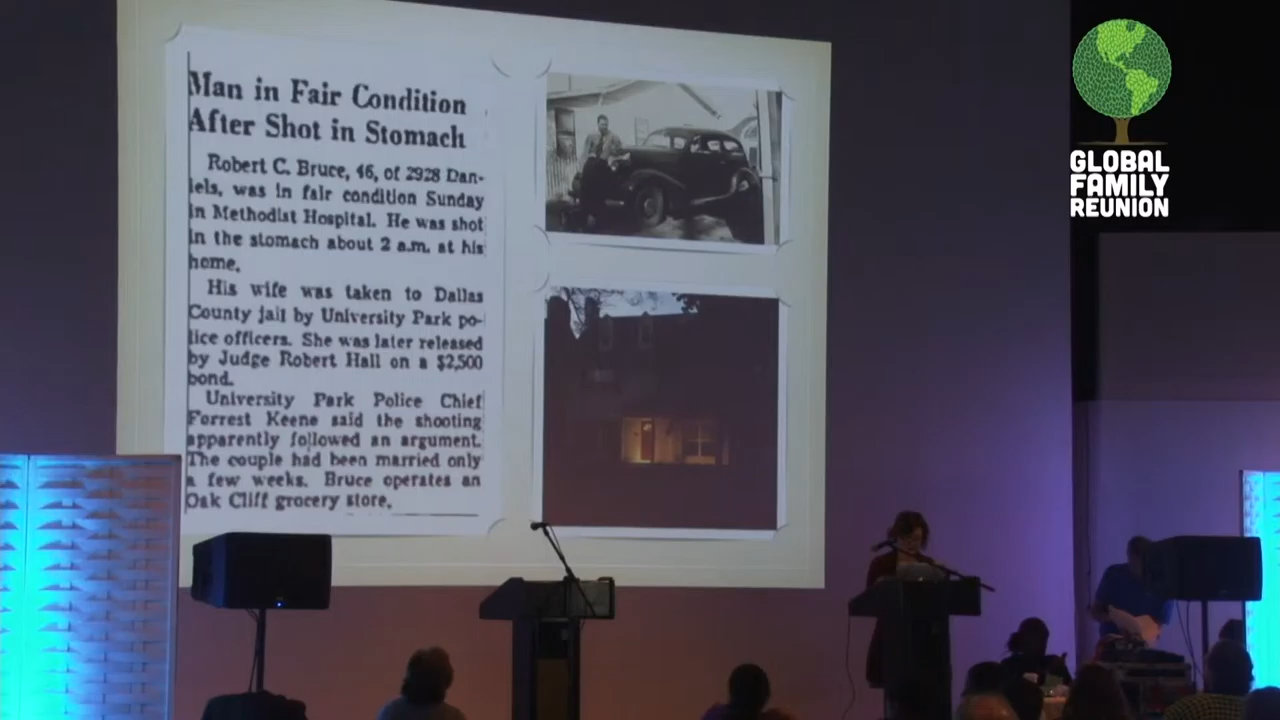 Man in Fair Condition
After Shot in Stomach
Robert C. Bruce, 46, of 2928 Dan-
iels, was in fair condition Sunday
in Methodist Hospital. He was shot
in the stomach about 2 a.m. at his
home.
His wife was taken to Dallas
County jail by University Park po-
lice officers. She was later released
by Judge Robert Hall on a $2,500
bond.
University Park Police Chief
Forrest Keene said the shooting
apparently followed an argument.
The couple had been married only
a few weeks. Bruce operates an
Oak Cliff grocery store.
GLOBAL
FAMILY
REUNION